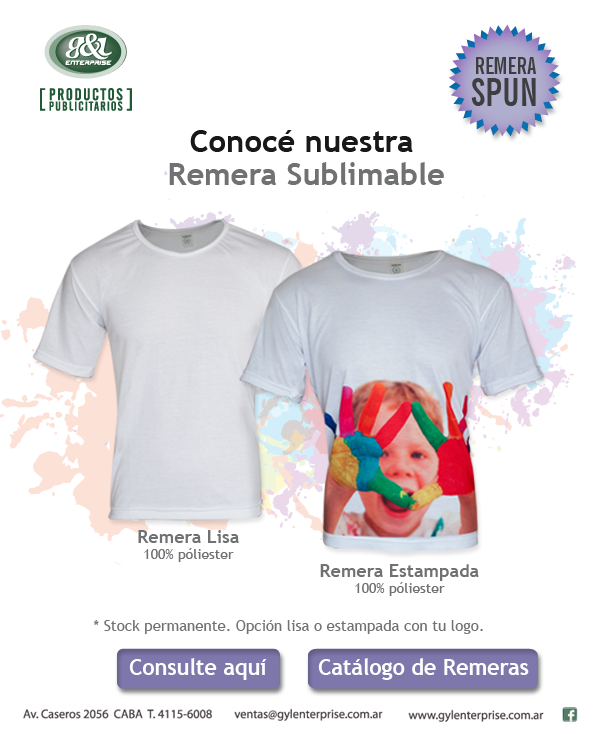 g&l
ENTERPRISE
[PRODUCTOS
PUBLICITARIOS]
REMERA
SPUN
Conocé nuestra
Remera Sublimable
Remera Lisa
100% póliester
Remera Estampada
100% póliester
* Stock permanente. Opción lisa o estampada con tu logo.
Consulte aquí
Catálogo de Remeras
Av. Caseros 2056 CABA T. 4115-6008 ventas@gylenterprise.com.ar www.gylenterprise.com.ar f